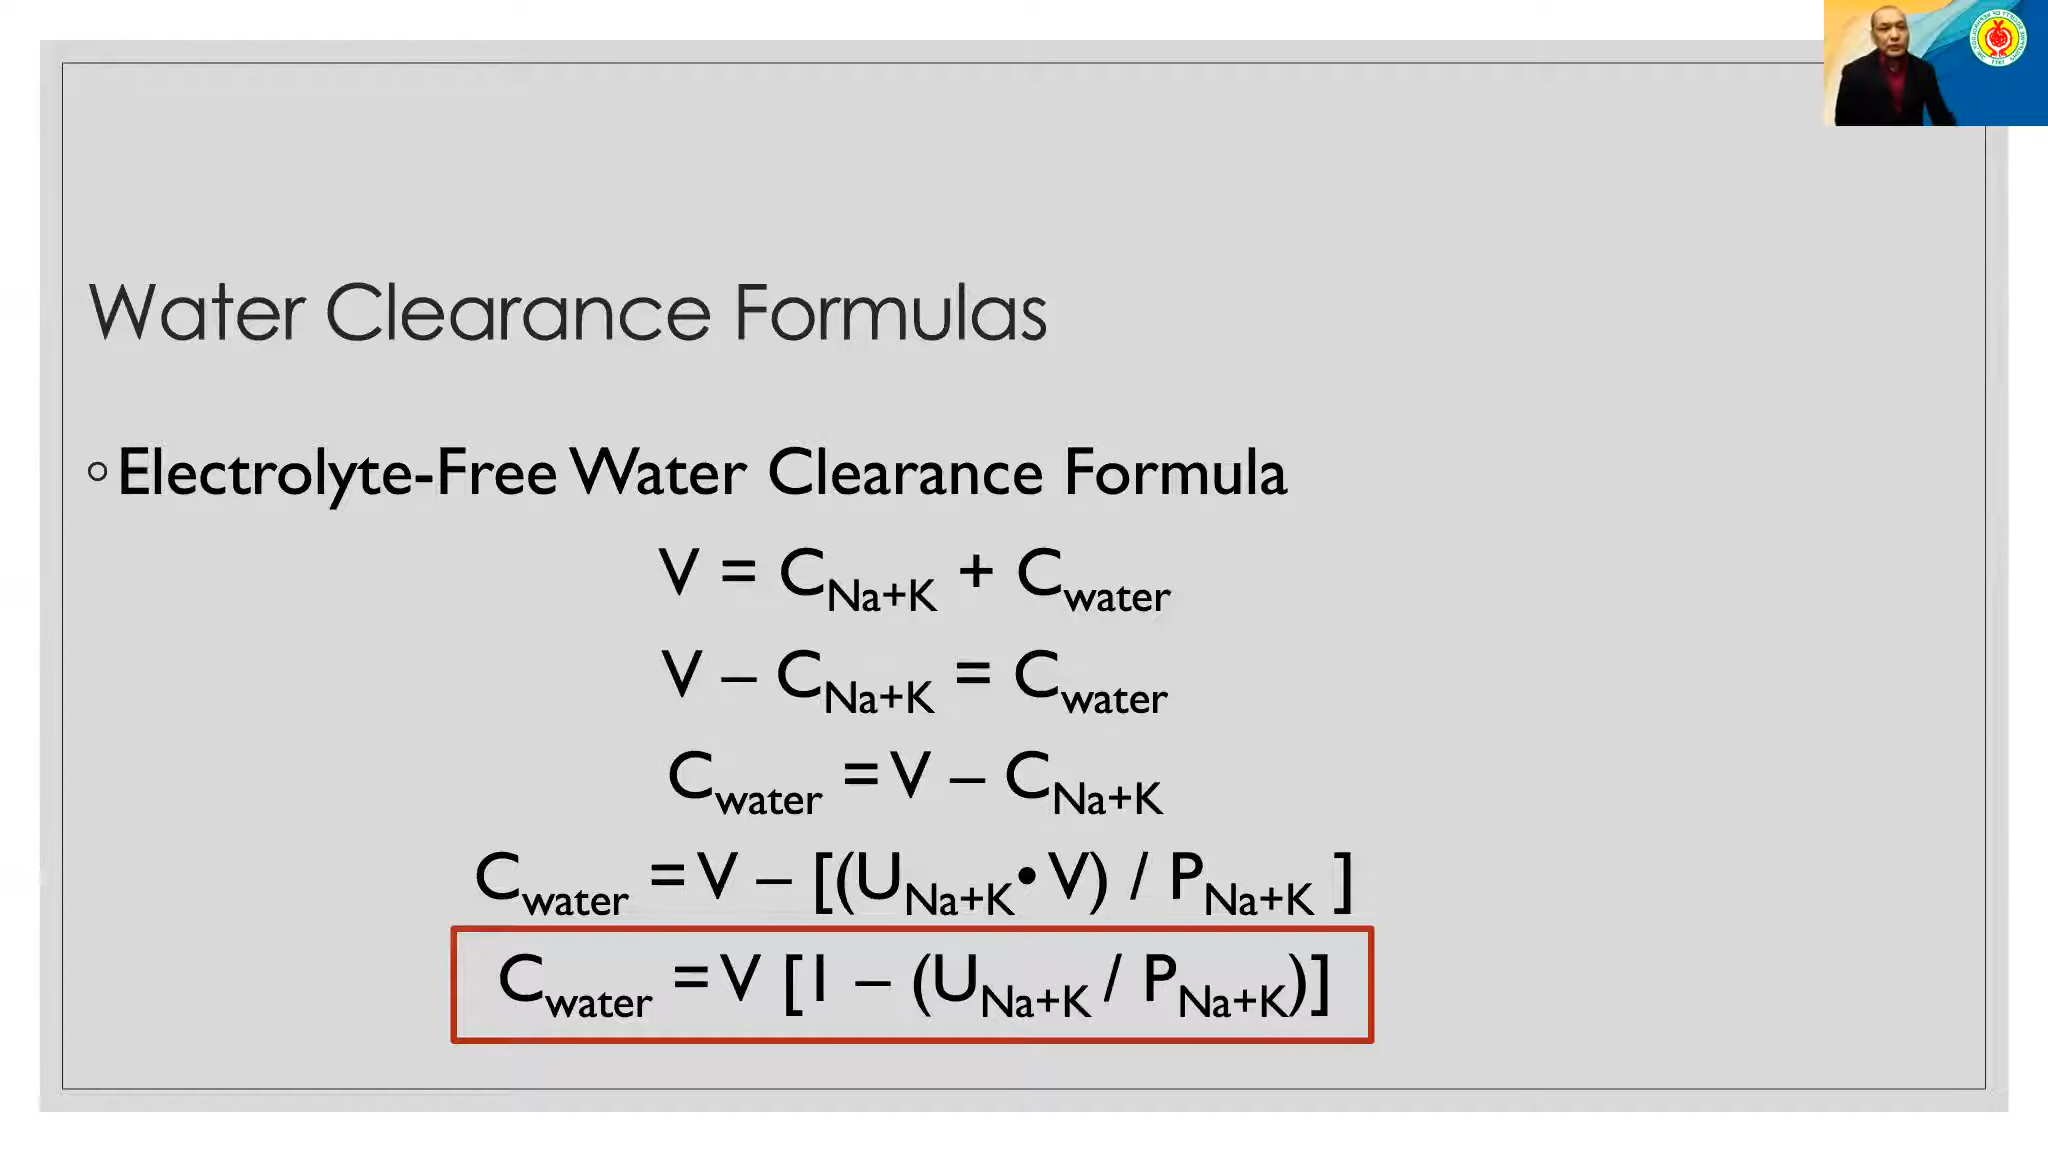 Water Clearance Formulas
◦Electrolyte-Free Water Clearance Formula
V = C_Na+K + C_water
V – C_Na+K = C_water
C_water = V – C_Na+K
C_water = V – [(U_Na+K • V) / P_Na+K ]
C_water = V [1 – (U_Na+K / P_Na+K)]